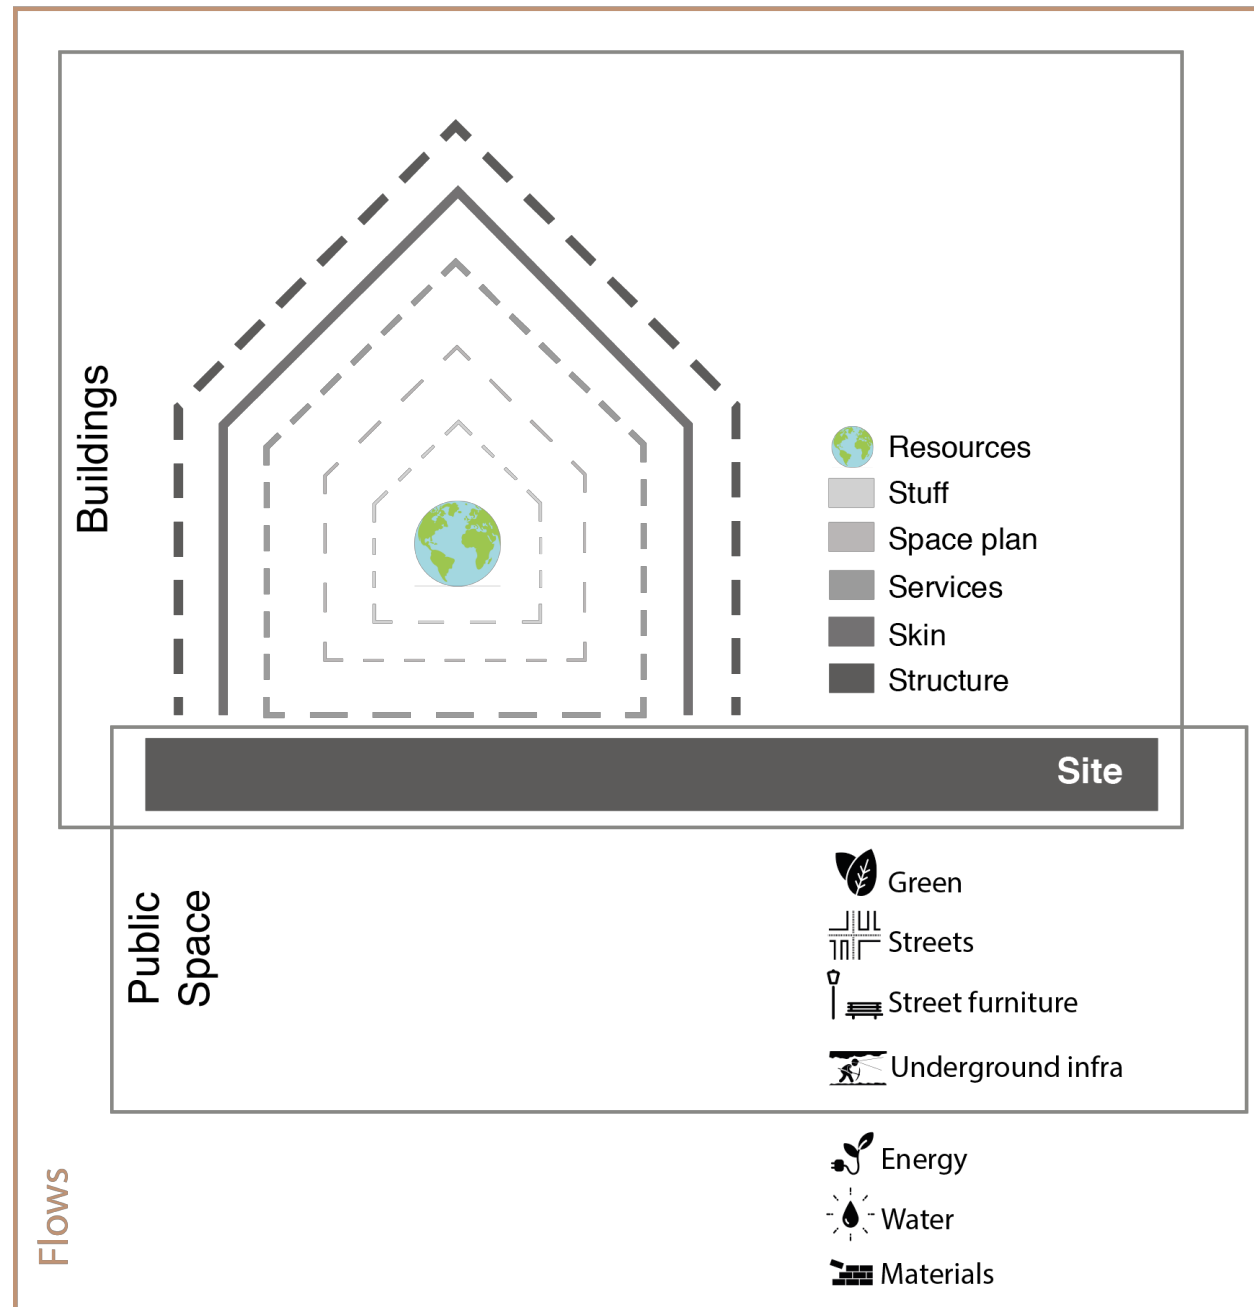 Buildings
Resources
Stuff
Space plan
Services
Skin
Structure
Site
Public
Space
Green
Streets
Street furniture
Underground infra
Flows
Energy
Water
Materials